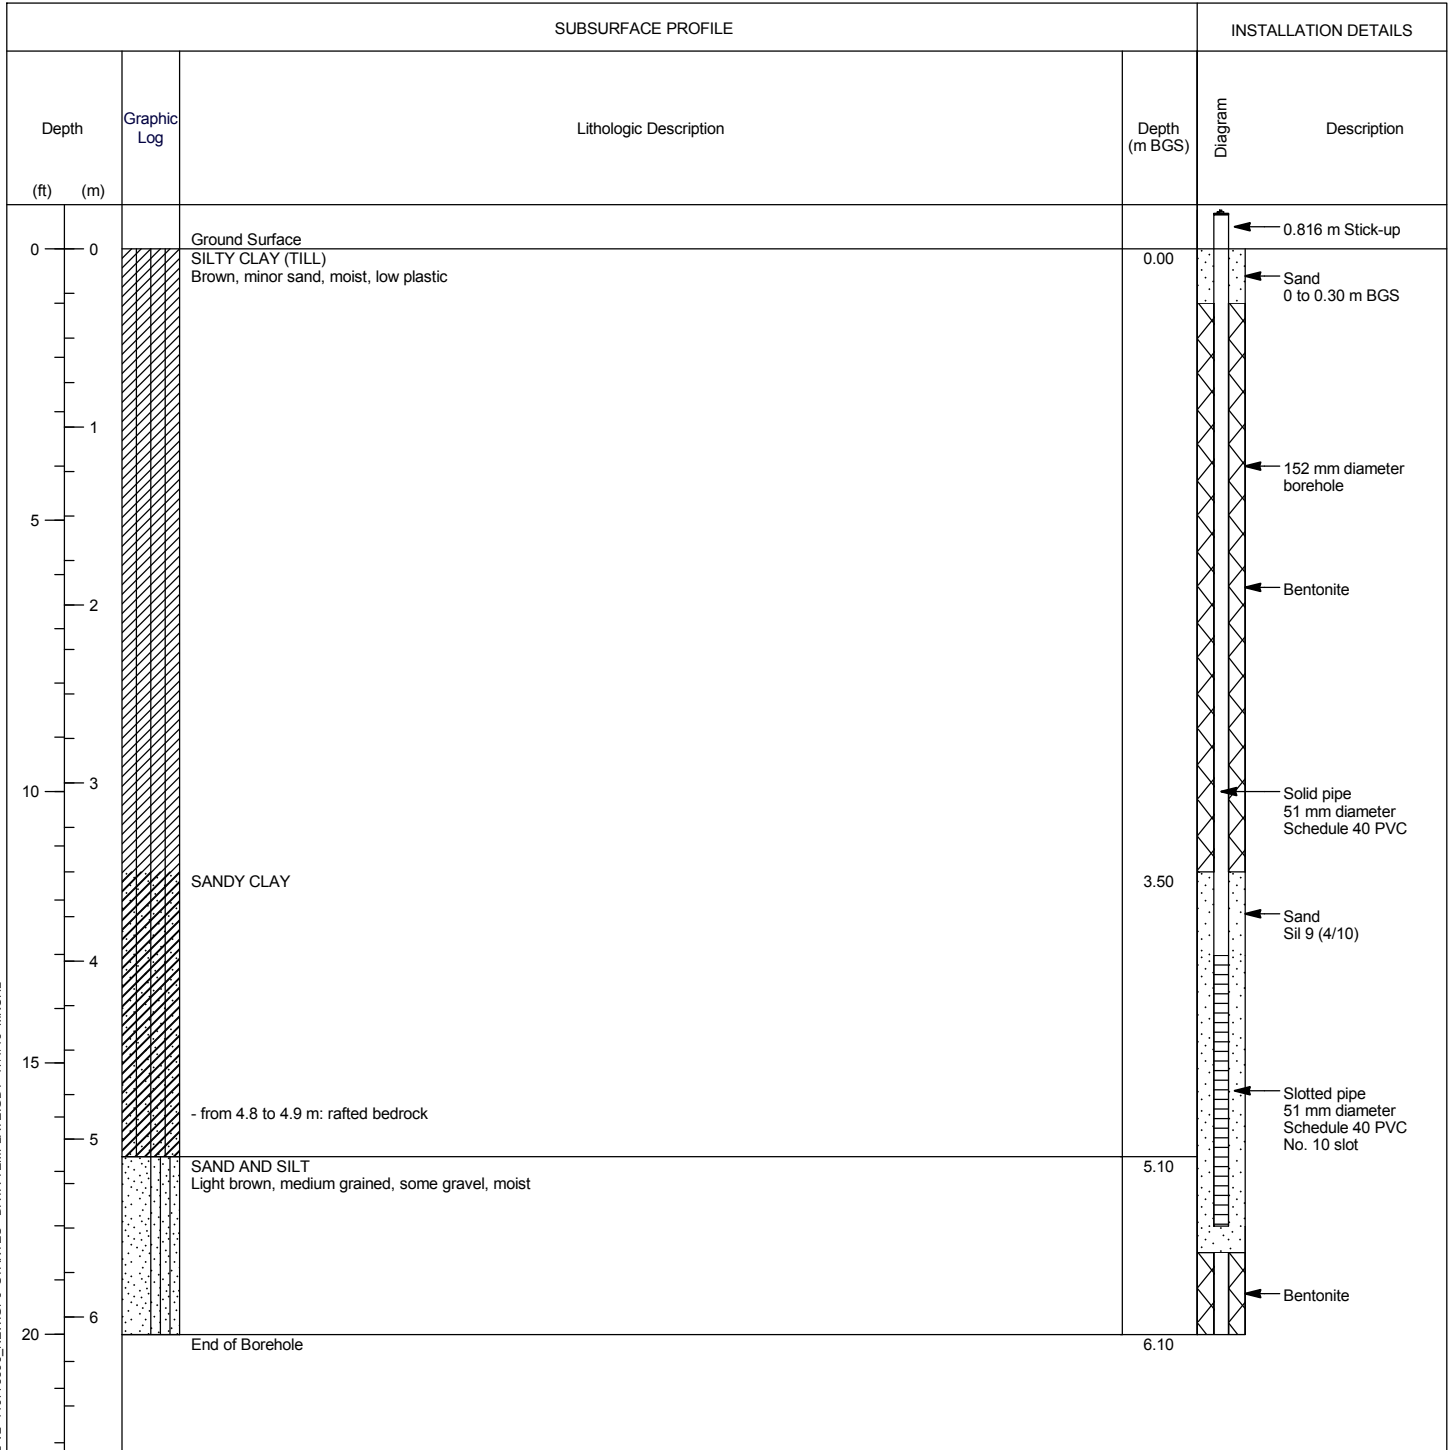 SUBSURFACE PROFILE
INSTALLATION DETAILS
Depth
(ft) (m)
Graphic
Log
Lithologic Description
Depth
(m BGS)
Diagram
Description
Ground Surface
0.816 m Stick-up
0 0
SILTY CLAY (TILL)
0.00
Brown, minor sand, moist, low plastic
Sand
0 to 0.30 m BGS
1
152 mm diameter
borehole
5
Bentonite
2
3
10
Solid pipe
51 mm diameter
Schedule 40 PVC
SANDY CLAY
3.50
Sand
Sil 9 (4/10)
4
15
Slotted pipe
51 mm diameter
Schedule 40 PVC
No. 10 slot
- from 4.8 to 4.9 m: rafted bedrock
5
SAND AND SILT
5.10
Light brown, medium grained, some gravel, moist
Bentonite
6
20
End of Borehole
6.10